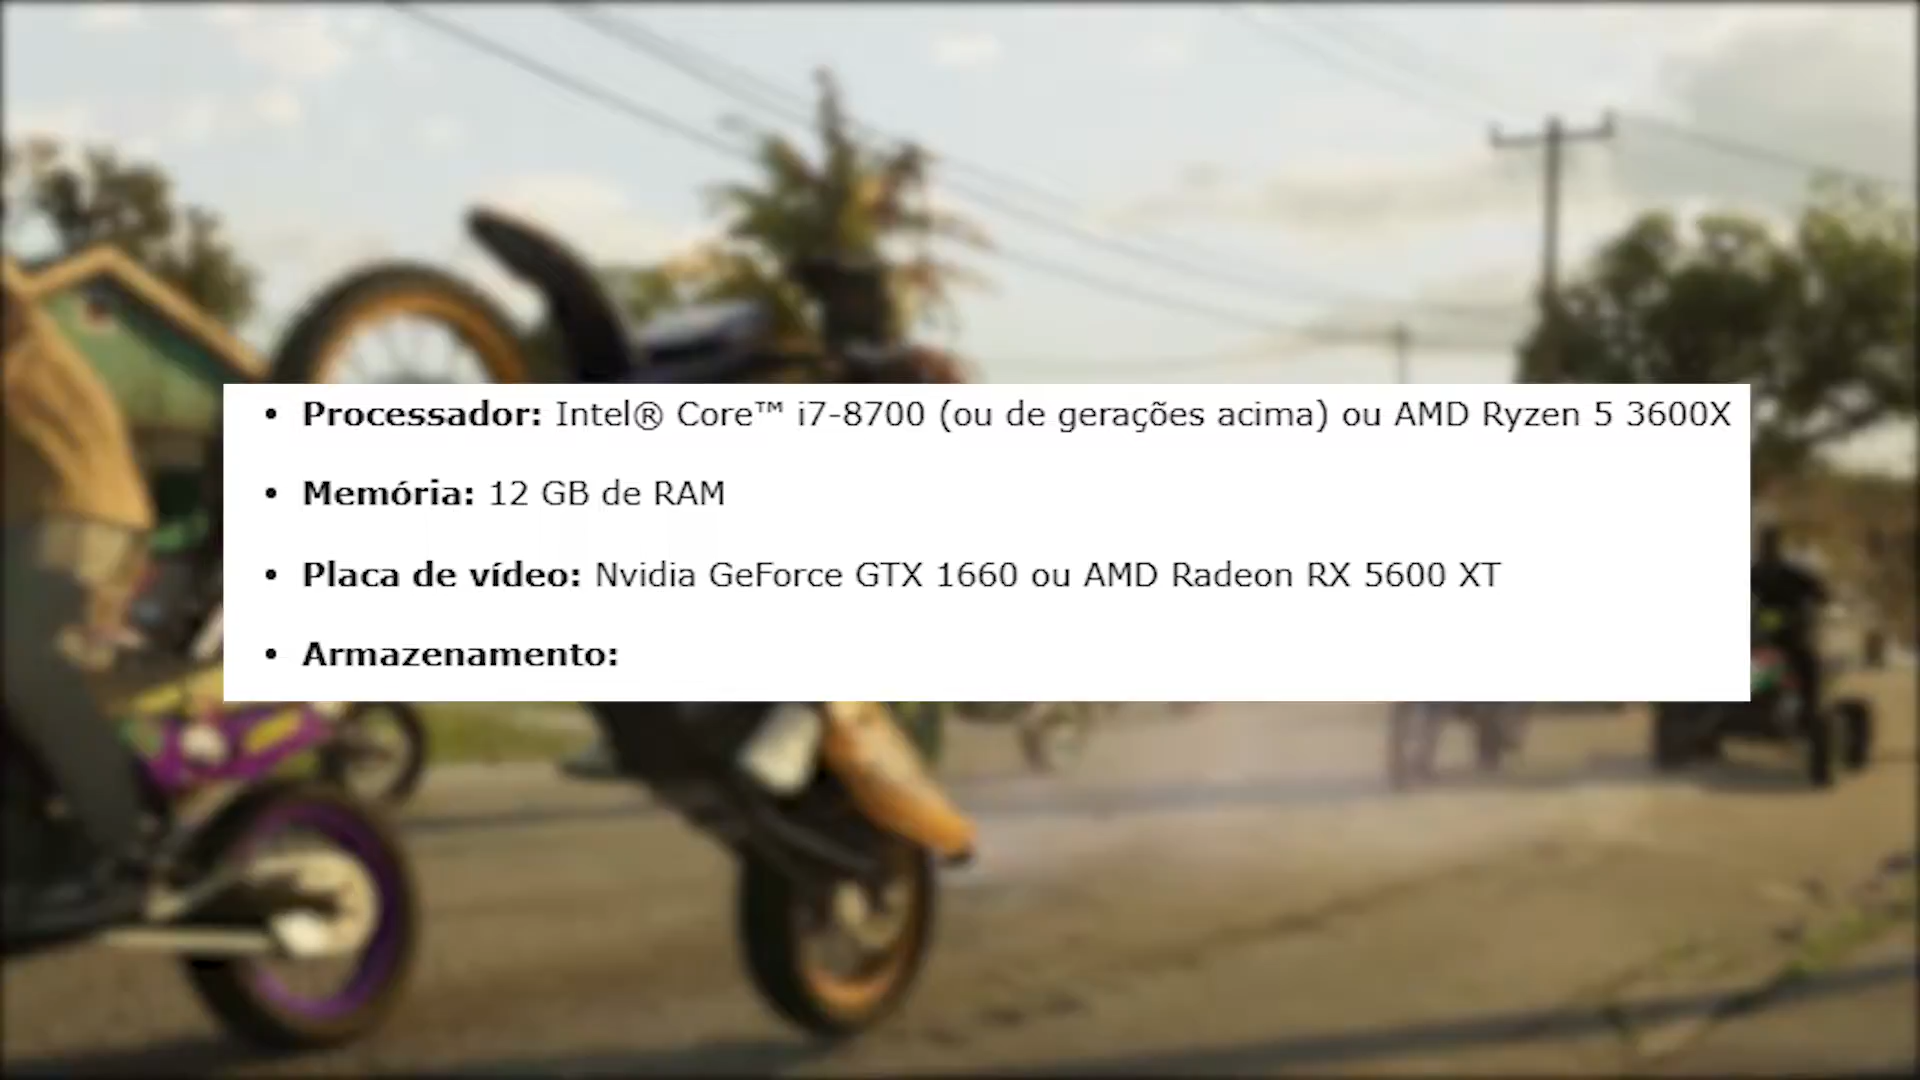 • Processador: Intel® Core™ i7-8700 (ou de gerações acima) ou AMD Ryzen 5 3600X
• Memória: 12 GB de RAM
• Placa de vídeo: Nvidia GeForce GTX 1660 ou AMD Radeon RX 5600 XT
• Armazenamento: